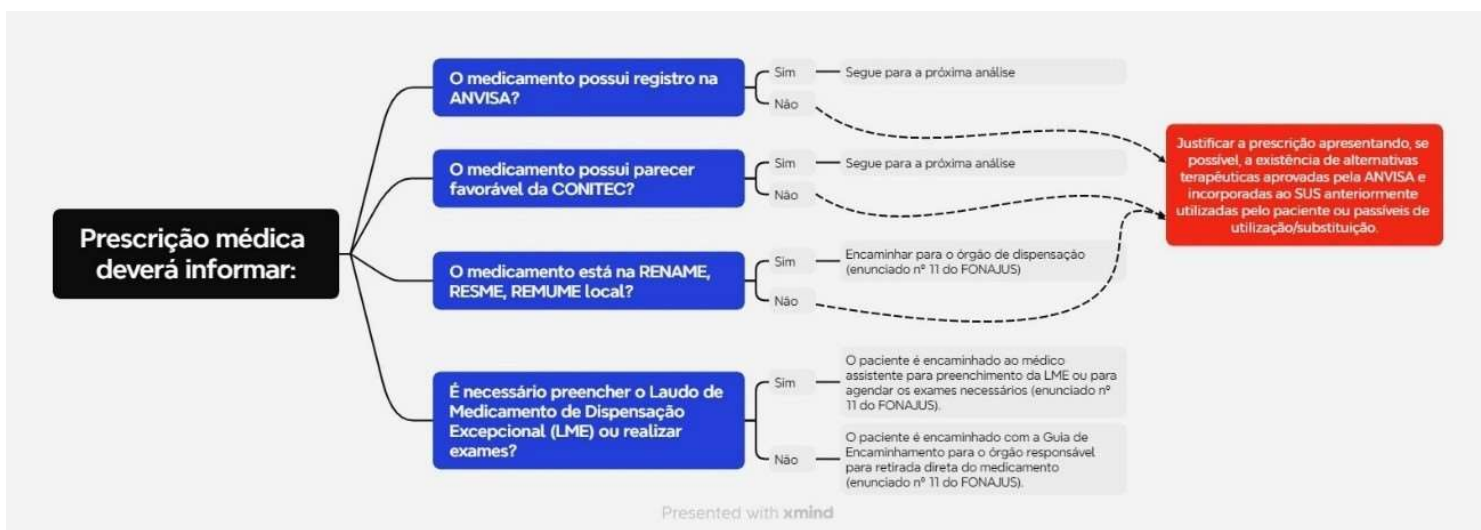 Prescrição médica
deverá informar:
O medicamento possui registro na
ANVISA?
Sim
Segue para a próxima análise
Não
O medicamento possui parecer
favorável da CONITEC?
Sim
Segue para a próxima análise
Não
O medicamento está na RENAME,
RESME, REMUME local?
Sim
Encaminhar para o órgão de dispensação
(enunciado nº 11 do FONAJUS)
Não
É necessário preencher o Laudo de
Medicamento de Dispensação
Excepcional (LME) ou realizar
exames?
Sim
O paciente é encaminhado ao médico
assistente para preenchimento da LME ou para
agendar os exames necessários (enunciado nº
11 do FONAJUS).
Não
O paciente é encaminhado com a Guia de
Encaminhamento para o órgão responsável
para retirada direta do medicamento
(enunciado nº 11 do FONAJUS).
Justificar a prescrição apresentando, se
possível, a existência de alternativas
terapêuticas aprovadas pela ANVISA e
incorporadas ao SUS anteriormente
utilizadas pelo paciente ou passíveis de
utilização/substituição.
Presented with xmind